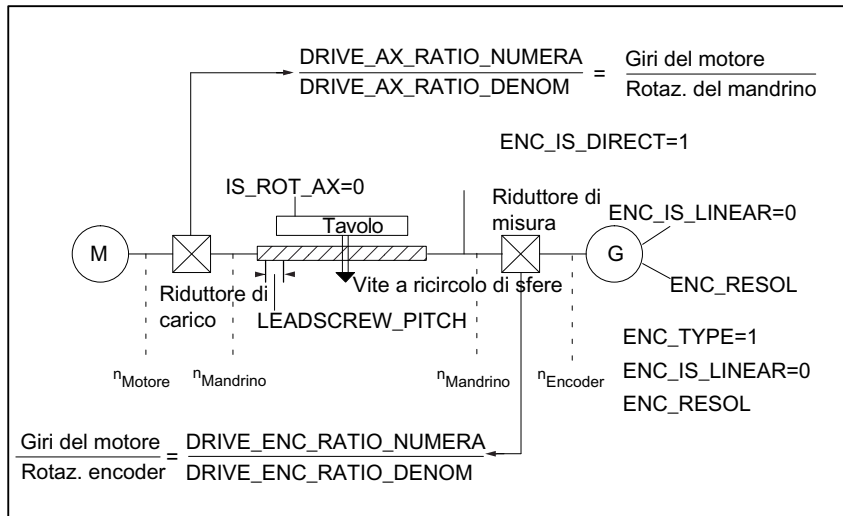 DRIVE_AX_RATIO_NUMERA
DRIVE_AX_RATIO_DENOM
=
Giri del motore
Rotaz. del mandrino
ENC_IS_DIRECT=1
IS_ROT_AX=0
Tavolo
Riduttore di
misura
ENC_IS_LINEAR=0
M
G
Riduttore di
carico
Vite a ricircolo di sfere
ENC_RESOL
LEADSCREW_PITCH
ENC_TYPE=1
ENC_IS_LINEAR=0
ENC_RESOL
nMotore
nMandrino
nMandrino
nEncoder
Giri del motore
Rotaz. encoder
=
DRIVE_ENC_RATIO_NUMERA
DRIVE_ENC_RATIO_DENOM